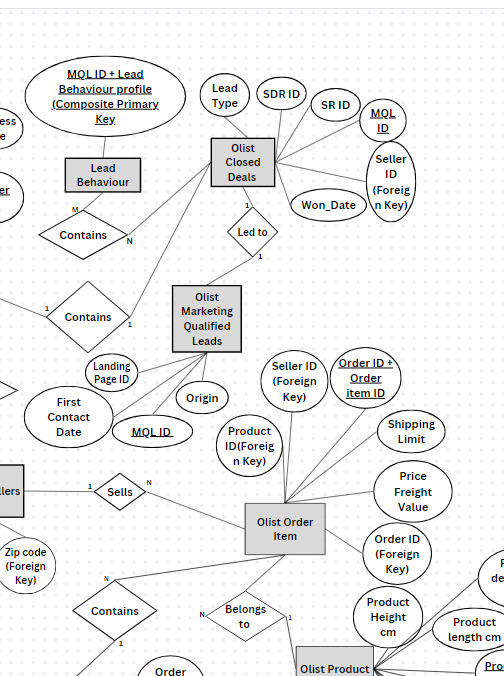 MQL ID + Lead
Behaviour profile
(Composite Primary
Key
Lead
Type
SDR ID
SR ID
MQL
ID
ess
e
Lead
Behaviour
Olist
Closed
Deals
Seller
ID
(Foreig
n Key)
er
Won_Date
M
Contains
N
1
Led to
1
1
Contains
1
Olist
Marketing
Qualified
Leads
Landing
Page ID
Origin
First
Contact
Date
MQL ID
Seller ID
(Foreign
Key)
Order ID +
Order
item ID
Product
ID(Foreig
n Key)
Shipping
Limit
llers
1
Sells
N
Price
Freight
Value
Olist Order
Item
Order ID
(Foreign
Key)
Zip code
(Foreign
Key)
N
Contains
1
N
Belongs
to
1
Product
Height
cm
P
de
Product
length cm
Olist Product
Pro
Order